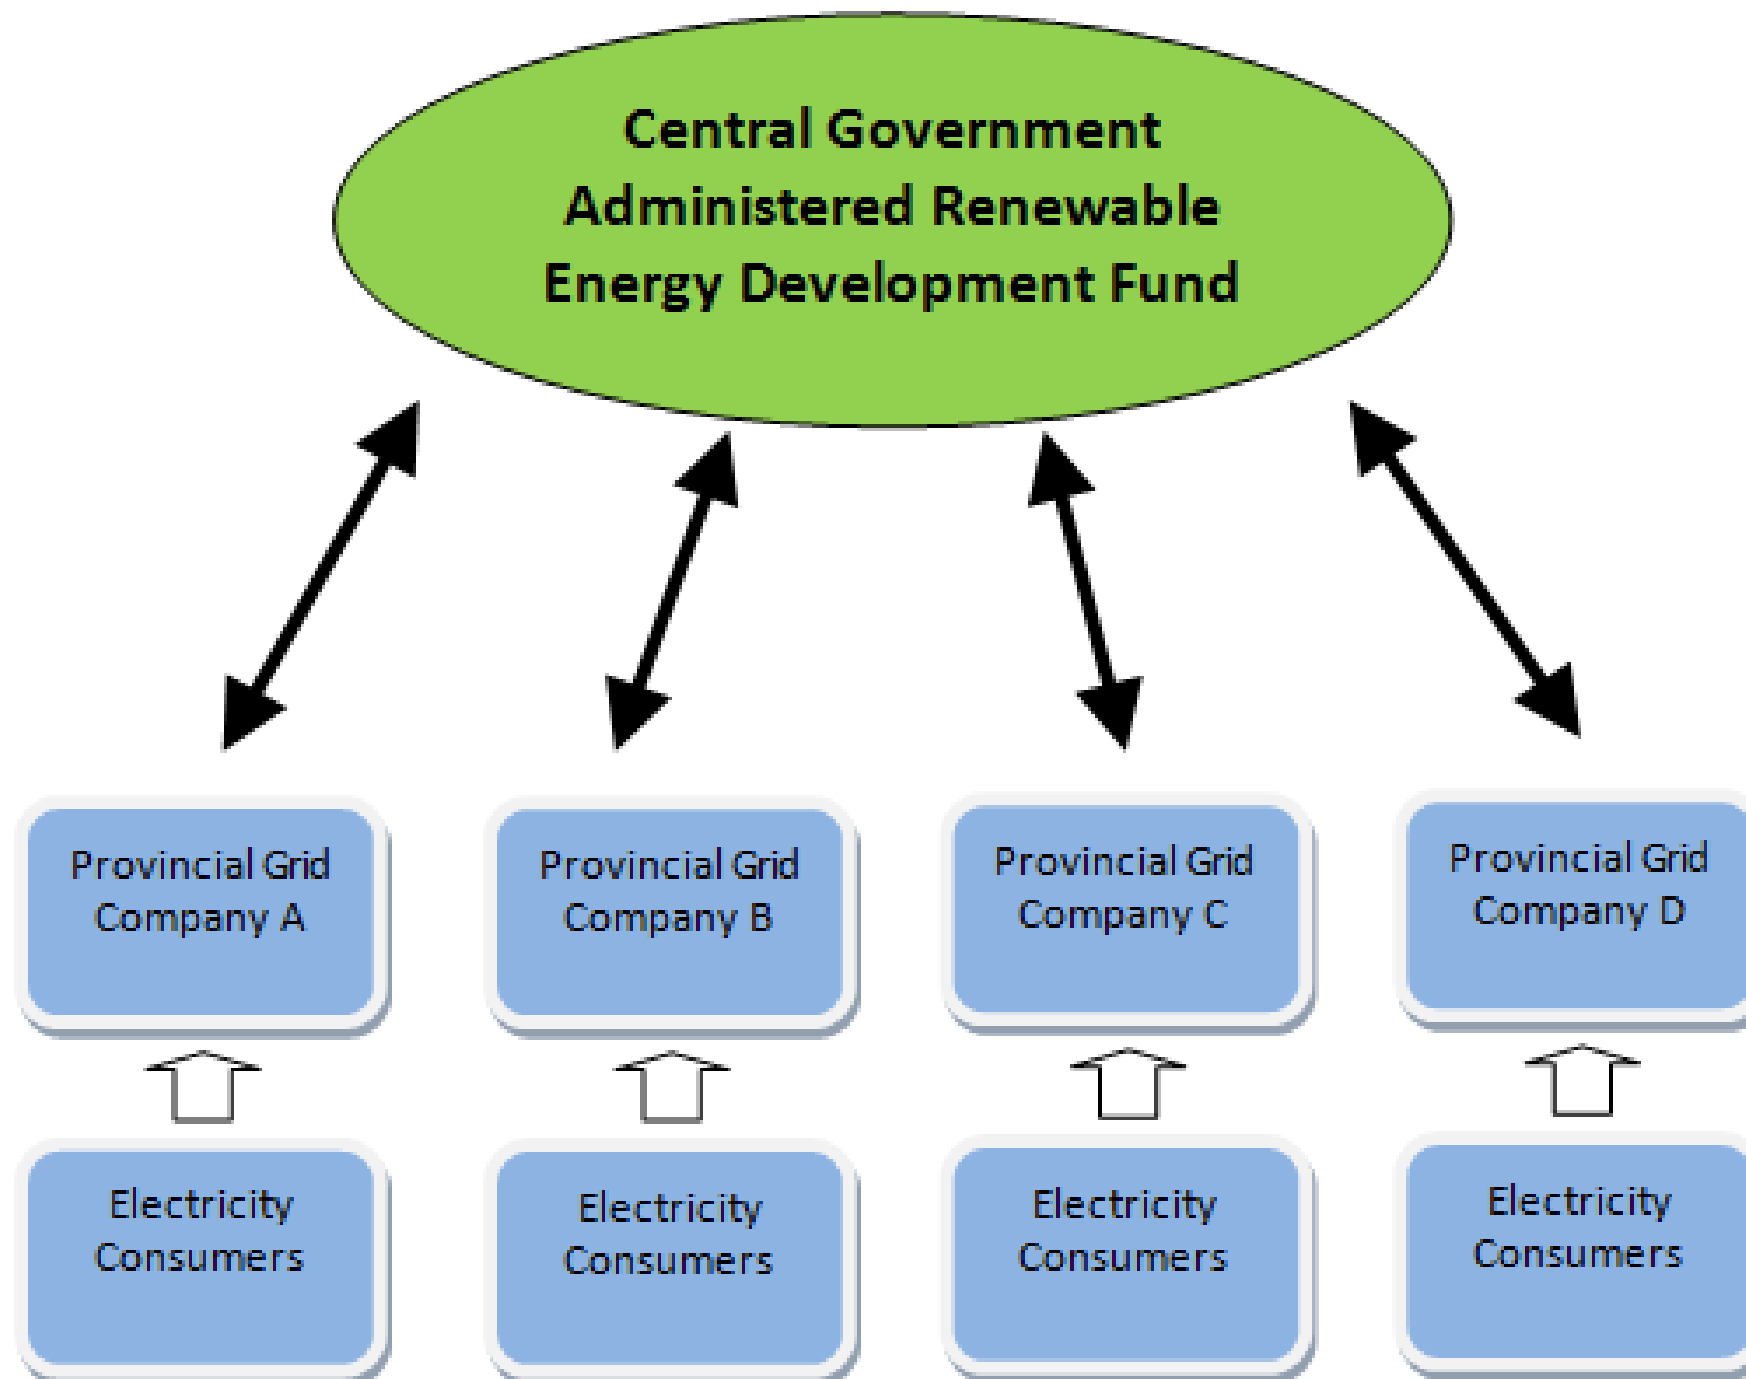 Central Government
Administered Renewable
Energy Development Fund
Provincial Grid
Company A
Provincial Grid
Company B
Provincial Grid
Company C
Provincial Grid
Company D
Electricity
Consumers
Electricity
Consumers
Electricity
Consumers
Electricity
Consumers